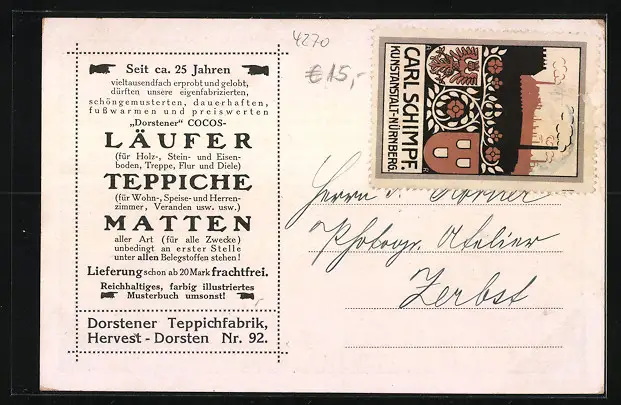 Seit ca. 25 Jahren
vieltausendfach erprobt und gelobt,
dürften unsere eigenfabrizierten,
schöngemusterten, dauerhaften,
fußwarmen und preiswerten
„Dorstener“ COCOS-
LÄUFER
(für Holz-, Stein- und Eisen-
boden, Treppe, Flur und Diele)
TEPPICHE
(für Wohn-, Speise- und Herren-
zimmer, Veranden usw. usw.)
MATTEN
aller Art (für alle Zwecke)
unbedingt an erster Stelle
unter allen Belegstoffen stehen!
Lieferung schon ab 20 Mark frachtfrei.
Reichhaltiges, farbig illustriertes
Musterbuch umsonst!
Dorstener Teppichfabrik,
Hervest-Dorsten Nr. 92.
4270
€15,-
CARL SCHIMPF
KUNSTANSTALT-NÜRNBERG
Herrn
Photogr. Atelier
Zerbst